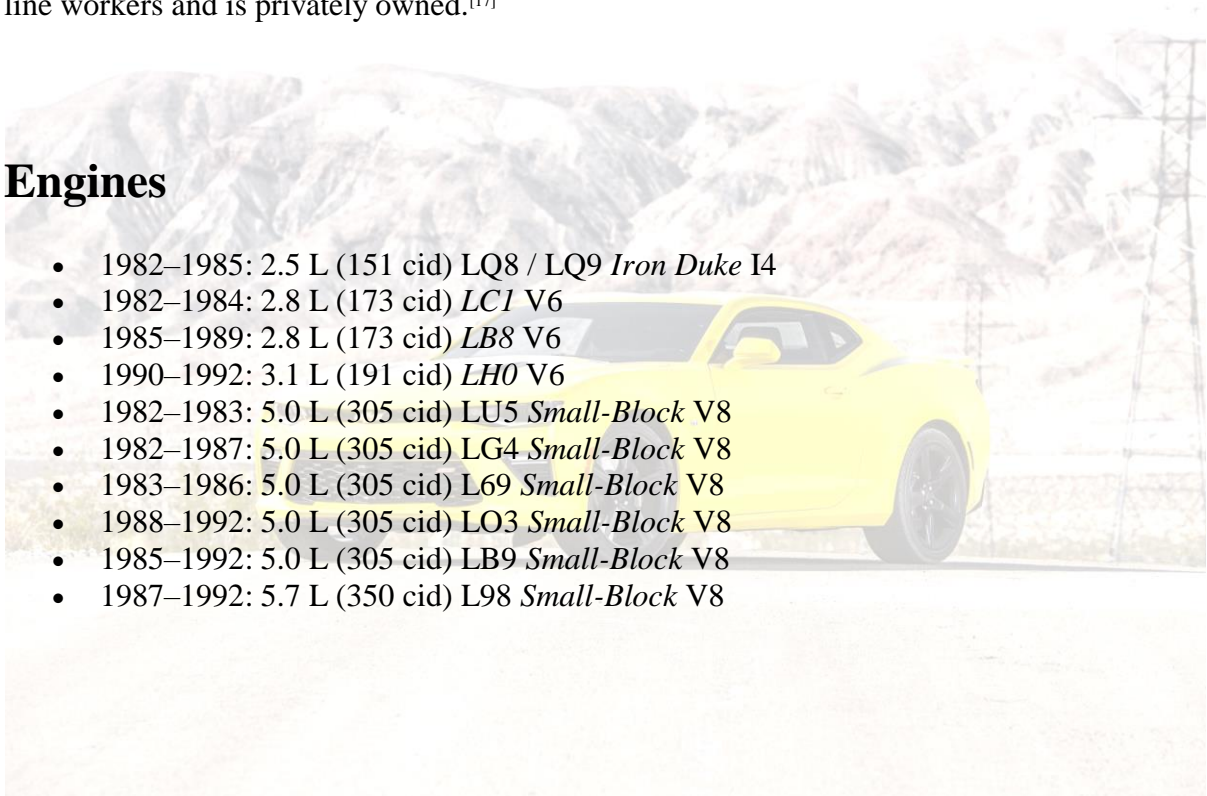 line workers and is privately owned.[17]
Engines
• 1982–1985: 2.5 L (151 cid) LQ8 / LQ9 Iron Duke I4
• 1982–1984: 2.8 L (173 cid) LC1 V6
• 1985–1989: 2.8 L (173 cid) LB8 V6
• 1990–1992: 3.1 L (191 cid) LH0 V6
• 1982–1983: 5.0 L (305 cid) LU5 Small-Block V8
• 1982–1987: 5.0 L (305 cid) LG4 Small-Block V8
• 1983–1986: 5.0 L (305 cid) L69 Small-Block V8
• 1988–1992: 5.0 L (305 cid) LO3 Small-Block V8
• 1985–1992: 5.0 L (305 cid) LB9 Small-Block V8
• 1987–1992: 5.7 L (350 cid) L98 Small-Block V8